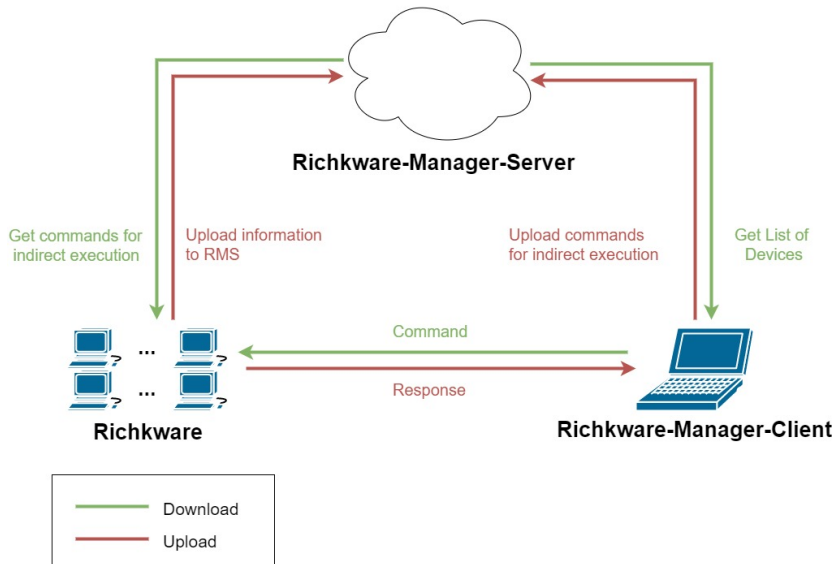 Richkware-Manager-Server
Get commands for
indirect execution
Upload information
to RMS
Upload commands
for indirect execution
Get List of
Devices
Command
...
...
Response
Richkware
Richkware-Manager-Client
Download
Upload